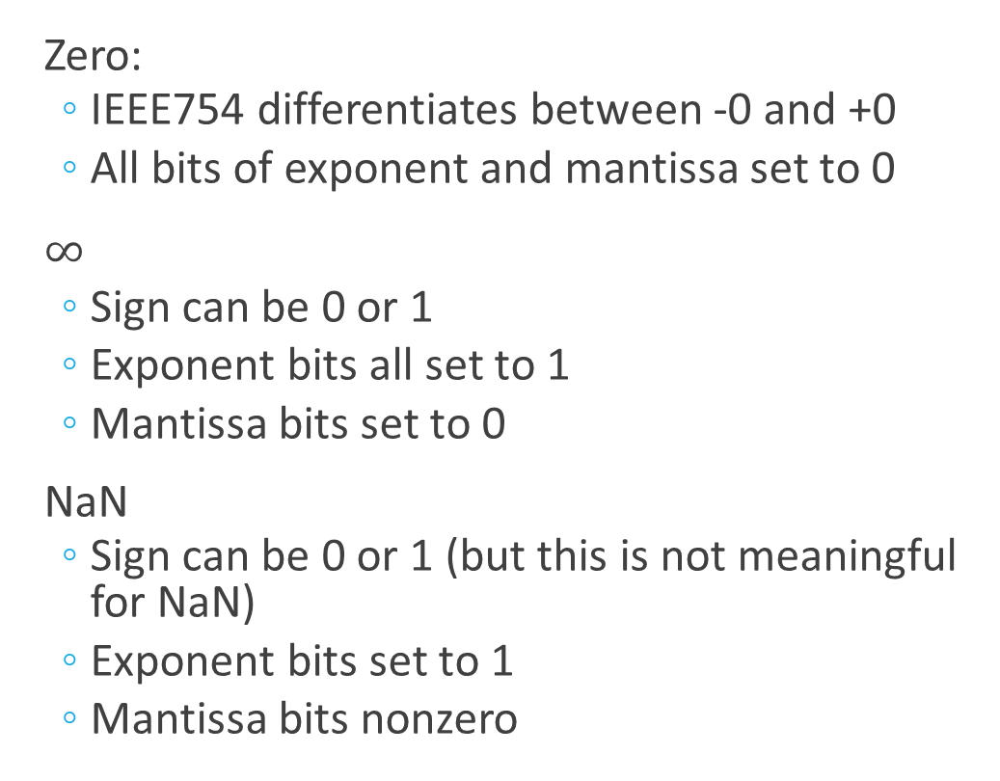 Zero:
◦ IEEE754 differentiates between -0 and +0
◦ All bits of exponent and mantissa set to 0
∞
◦ Sign can be 0 or 1
◦ Exponent bits all set to 1
◦ Mantissa bits set to 0
NaN
◦ Sign can be 0 or 1 (but this is not meaningful
for NaN)
◦ Exponent bits set to 1
◦ Mantissa bits nonzero